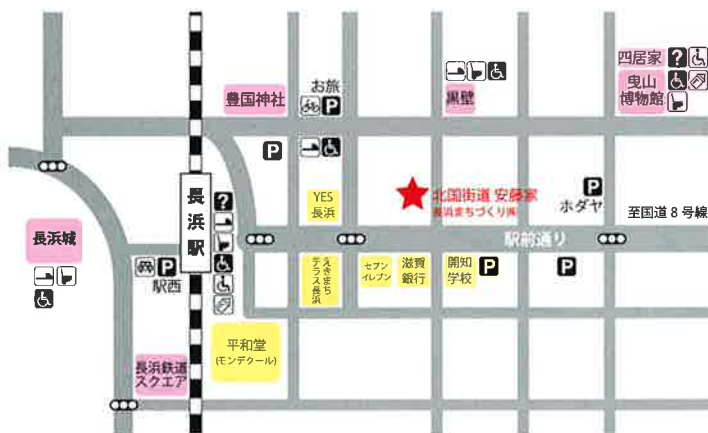 四居家 ?
曳山
博物館
お旅
P
豊国神社
黒壁
P
長
浜
駅
?
YES
長浜
北国街道 安藤家
長浜まちづくり㈱
P
ホダヤ
至国道8号線
長浜城
駅前通り
P
駅西
えきまち
テラス長浜
セブン
イレブン
滋賀
銀行
開知
学校
P
P
平和堂
(モンデクール)
長浜鉄道
スクエア